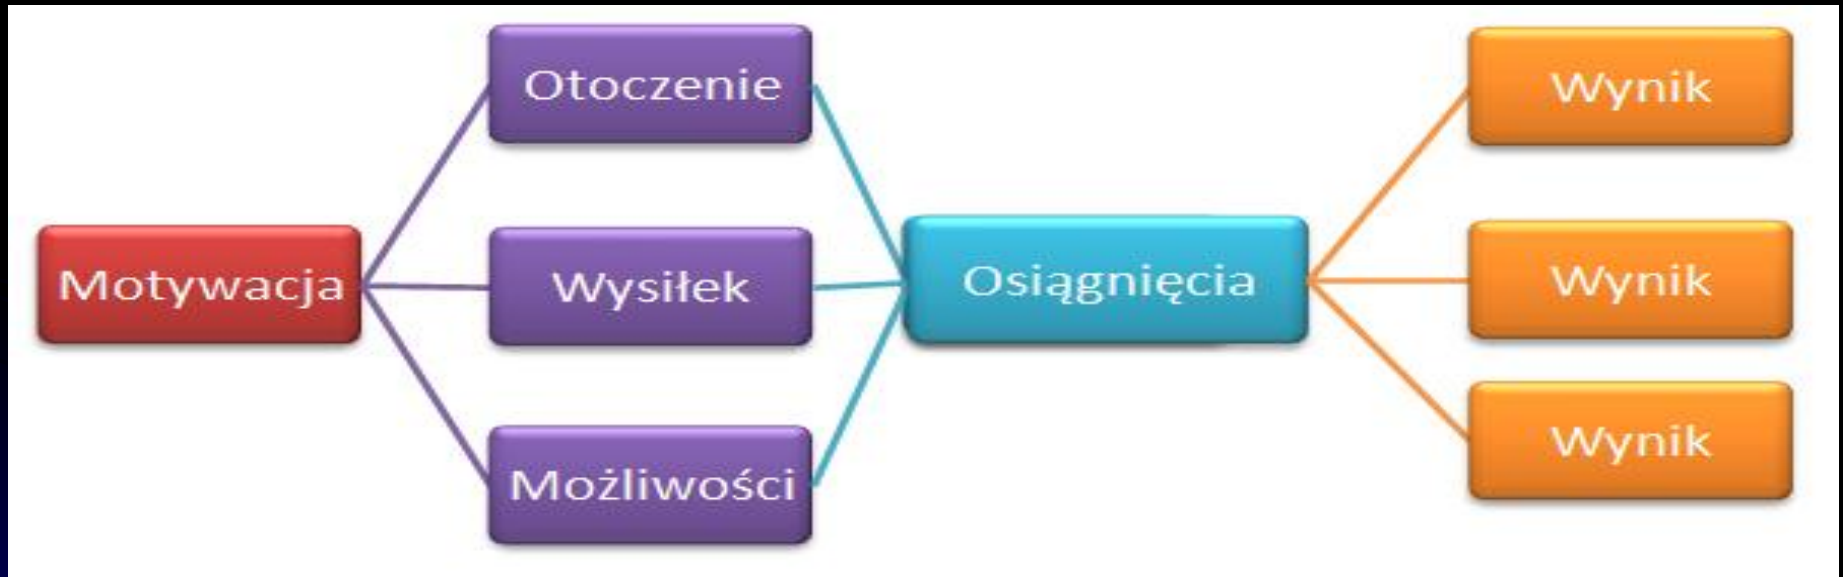 Motywacja
Otoczenie
Wysiłek
Możliwości
Osiągnięcia
Wynik
Wynik
Wynik